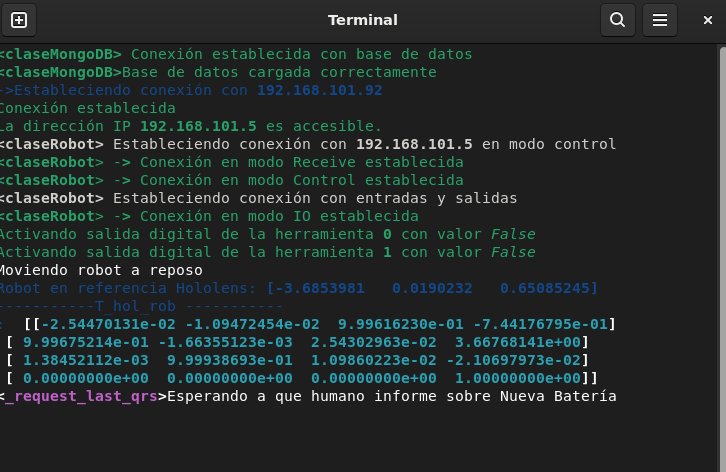 Terminal
<claseMongoDB> Conexión establecida con base de datos
<claseMongoDB>Base de datos cargada correctamente
->Estableciendo conexión con 192.168.101.92
Conexión establecida
La dirección IP 192.168.101.5 es accesible.
<claseRobot> Estableciendo conexión con 192.168.101.5 en modo control
<claseRobot> -> Conexión en modo Receive establecida
<claseRobot> -> Conexión en modo Control establecida
<claseRobot> Estableciendo conexión con entradas y salidas
<claseRobot> -> Conexión en modo IO establecida
Activando salida digital de la herramienta 0 con valor False
Activando salida digital de la herramienta 1 con valor False
Moviendo robot a reposo
Robot en referencia Hololens: [-3.6853981   0.0190232   0.65085245]
-----------T_hol_rob -----------
:  [[-2.54470131e-02 -1.09472454e-02  9.99616230e-01 -7.44176795e-01]
[ 9.99675214e-01 -1.66355123e-03  2.54302963e-02  3.66768141e+00]
[ 1.38452112e-03  9.99938693e-01  1.09860223e-02 -2.10697973e-02]
[ 0.00000000e+00  0.00000000e+00  0.00000000e+00  1.00000000e+00]]
<_request_last_qrs>Esperando a que humano informe sobre Nueva Batería